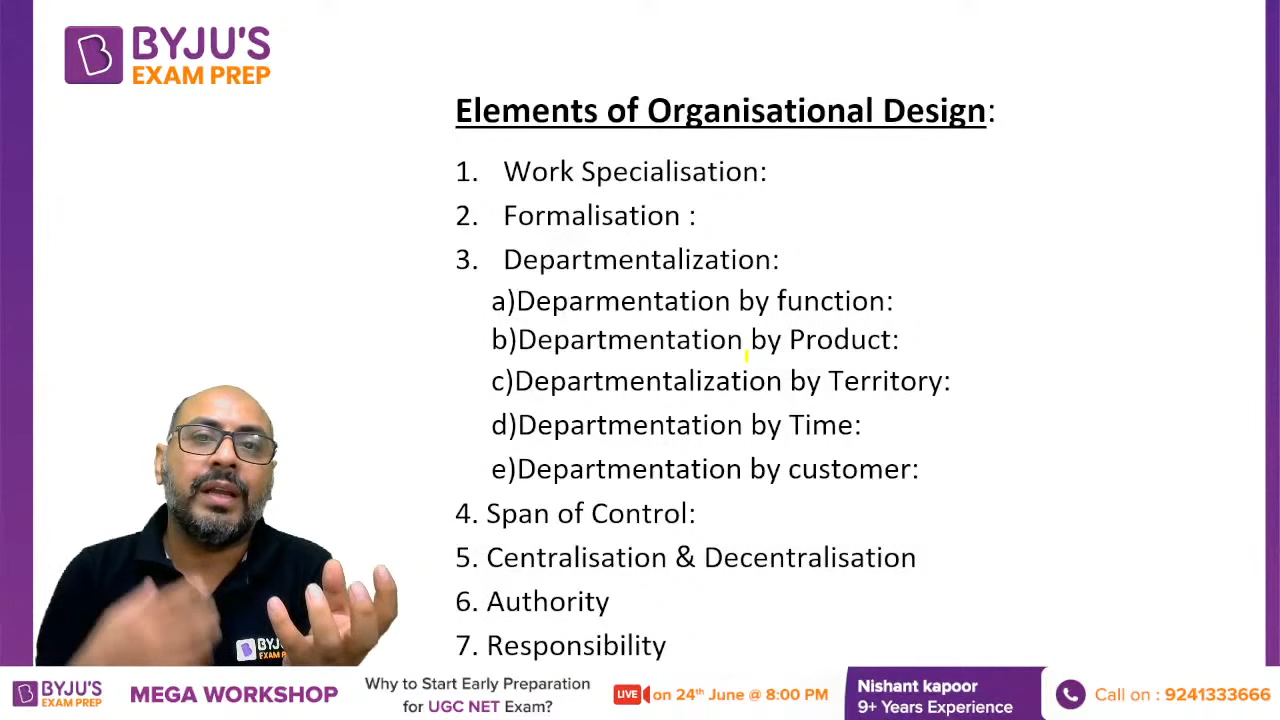 BYJU'S
EXAM PREP
Elements of Organisational Design:
1. Work Specialisation:
2. Formalisation :
3. Departmentalization:
a)Deparmentation by function:
b)Departmentation by Product:
c)Departmentalization by Territory:
d)Departmentation by Time:
e)Departmentation by customer:
4. Span of Control:
5. Centralisation & Decentralisation
6. Authority
7. Responsibility
BYJU'S
EXAM PREP
MEGA WORKSHOP
Why to Start Early Preparation
for UGC NET Exam?
LIVE on 24th June @ 8:00 PM
Nishant kapoor
9+ Years Experience
Call on : 9241333666